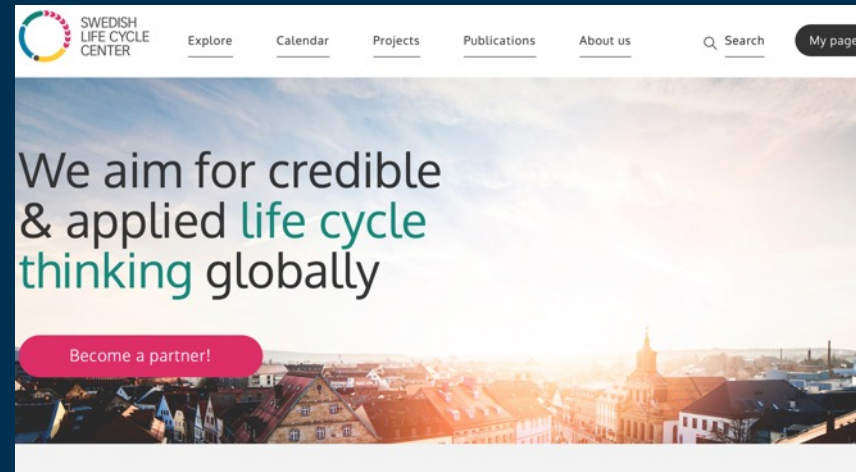 SWEDISH
LIFE CYCLE
CENTER
Explore Calendar Projects Publications About us Search My page
We aim for credible
& applied life cycle
thinking globally
Become a partner!